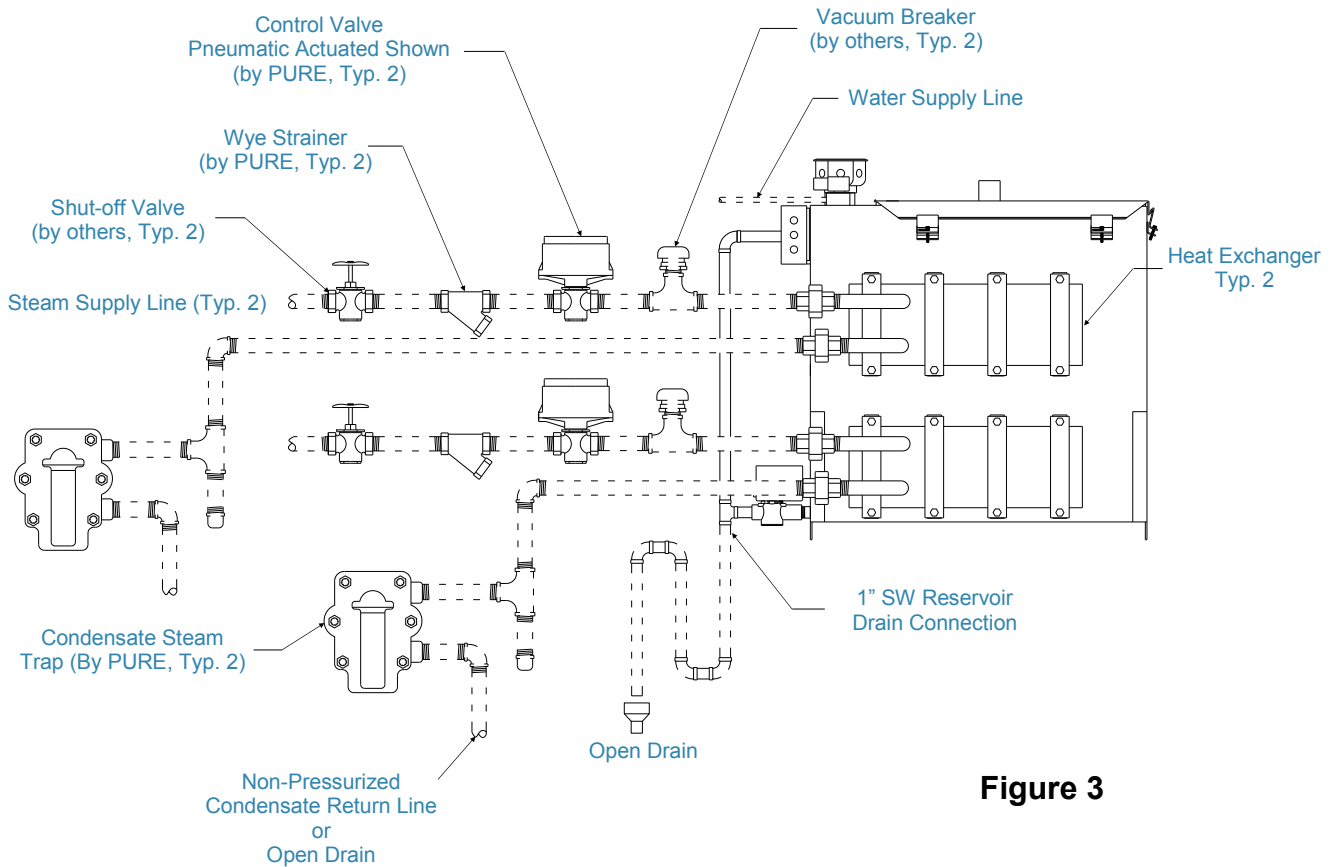 Control Valve
Pneumatic Actuated Shown
(by PURE, Typ. 2)
Vacuum Breaker
(by others, Typ. 2)
Water Supply Line
Wye Strainer
(by PURE, Typ. 2)
Shut-off Valve
(by others, Typ. 2)
Heat Exchanger
Typ. 2
Steam Supply Line (Typ. 2)
1” SW Reservoir
Drain Connection
Condensate Steam
Trap (By PURE, Typ. 2)
Open Drain
Non-Pressurized
Condensate Return Line
or
Open Drain
Figure 3